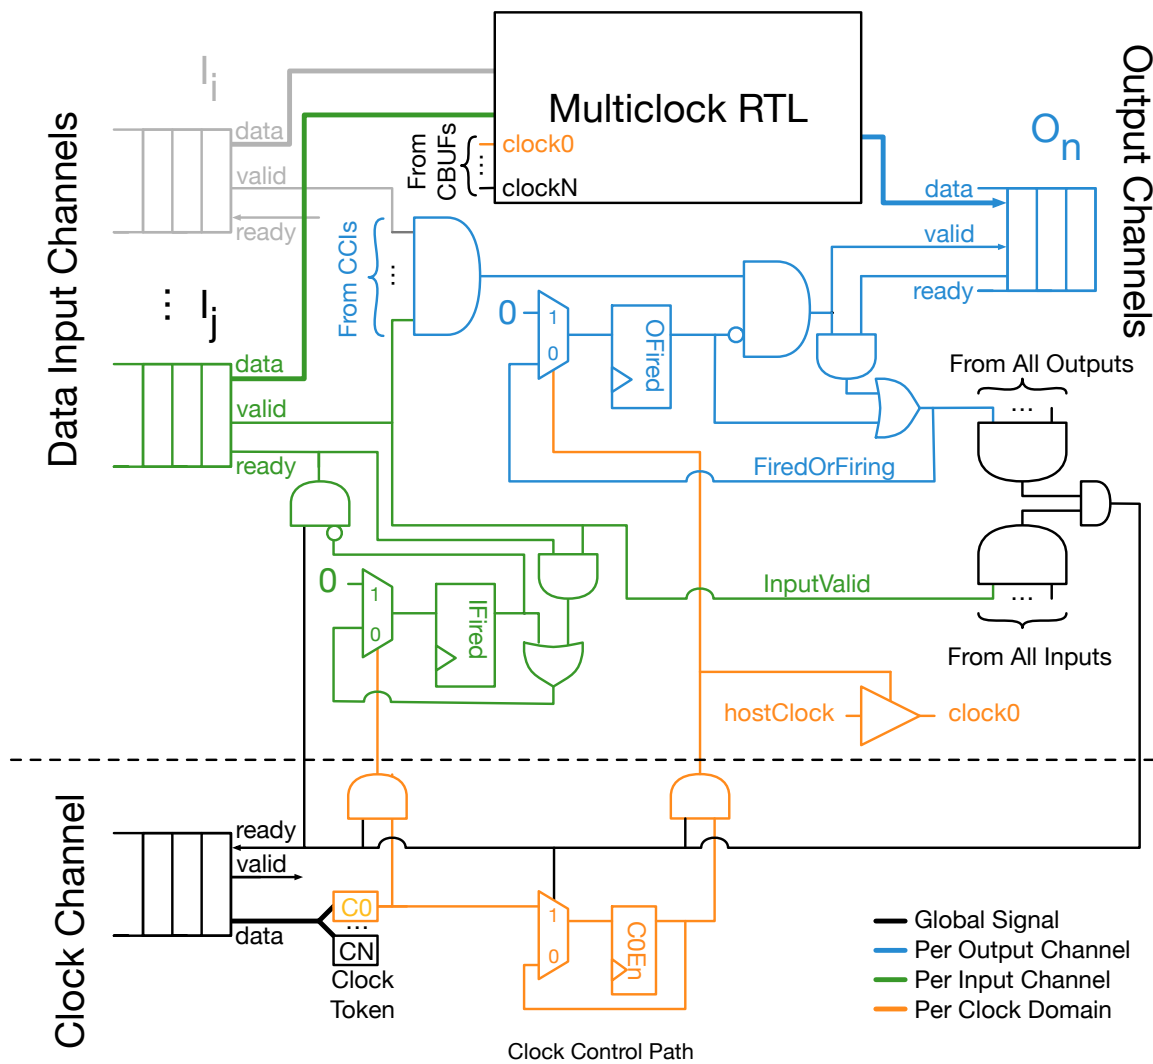 Data Input Channels
I i
data
valid
ready
⋮ I j
data
valid
ready
Multiclock RTL
From
CBUFs
clock0
...
clockN
Output Channels
O n
data
valid
ready
From CCIs
...
0
1
0
OFired
FiredOrFiring
From All Outputs
...
0
1
0
IFired
InputValid
...
From All Inputs
hostClock
clock0
Clock Channel
ready
valid
data
C0
...
CN
Clock
Token
1
0
C0En
Global Signal
Per Output Channel
Per Input Channel
Per Clock Domain
Clock Control Path